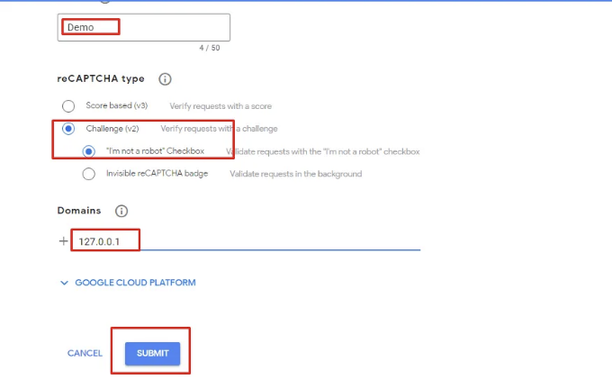 Demo
4 / 50
reCAPTCHA type
Score based (v3) Verify requests with a score
Challenge (v2) Verify requests with a challenge
"I'm not a robot" Checkbox Validate requests with the "I'm not a robot" checkbox
Invisible reCAPTCHA badge Validate requests in the background
Domains
127.0.0.1
GOOGLE CLOUD PLATFORM
CANCEL SUBMIT